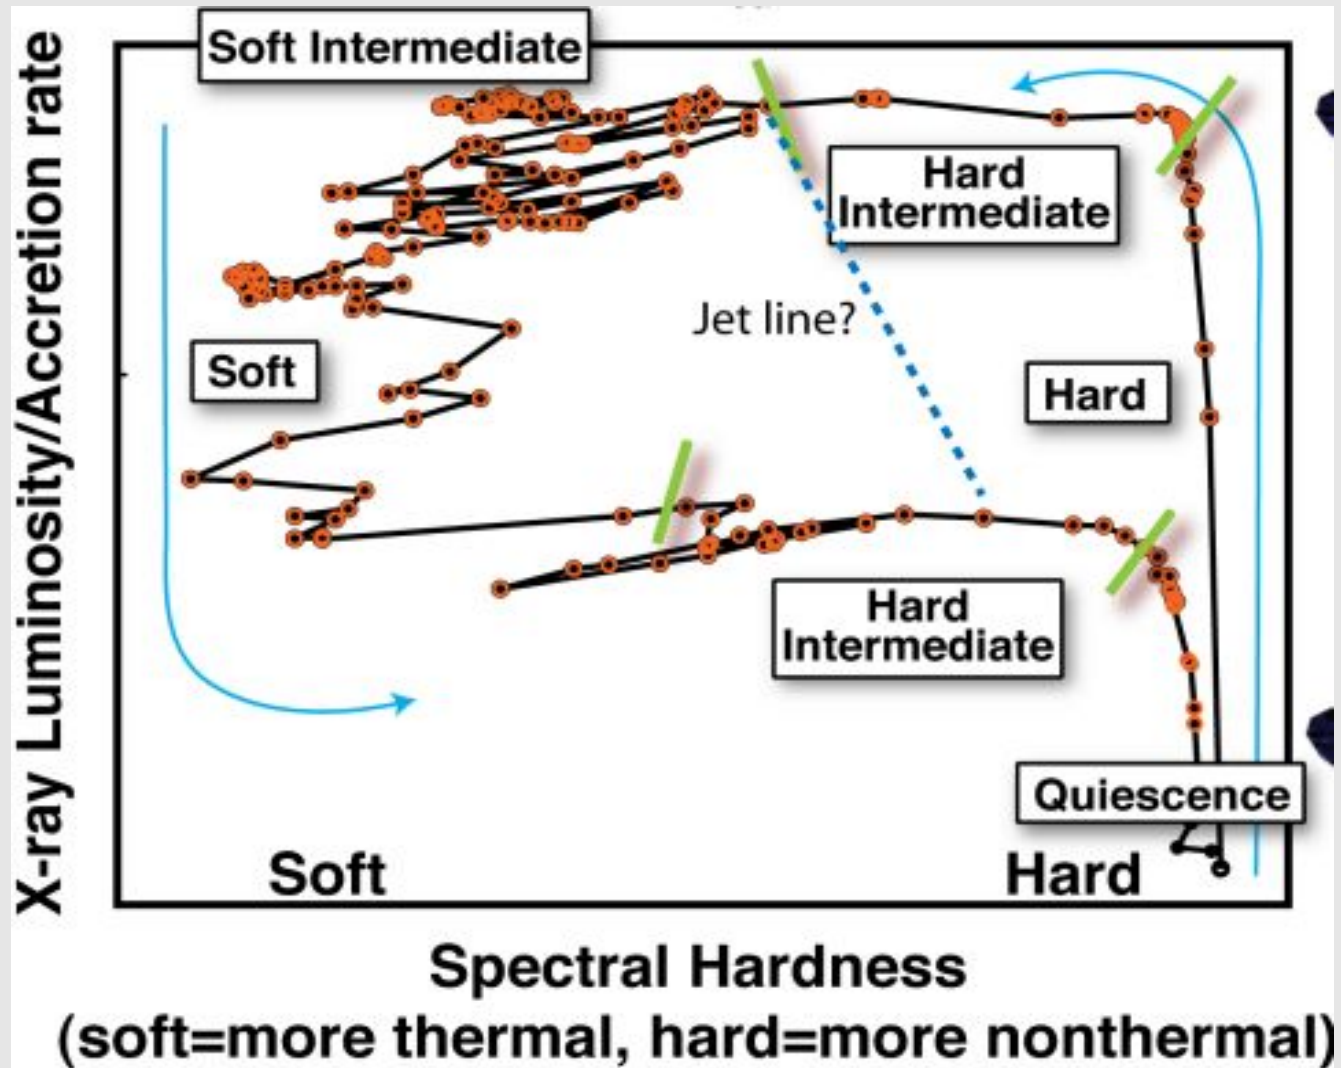 X-ray Luminosity/Accretion rate
Soft Intermediate
Hard
Intermediate
Jet line?
Soft
Hard
Hard
Intermediate
Quiescence
Soft
Hard
Spectral Hardness
(soft=more thermal, hard=more nonthermal)